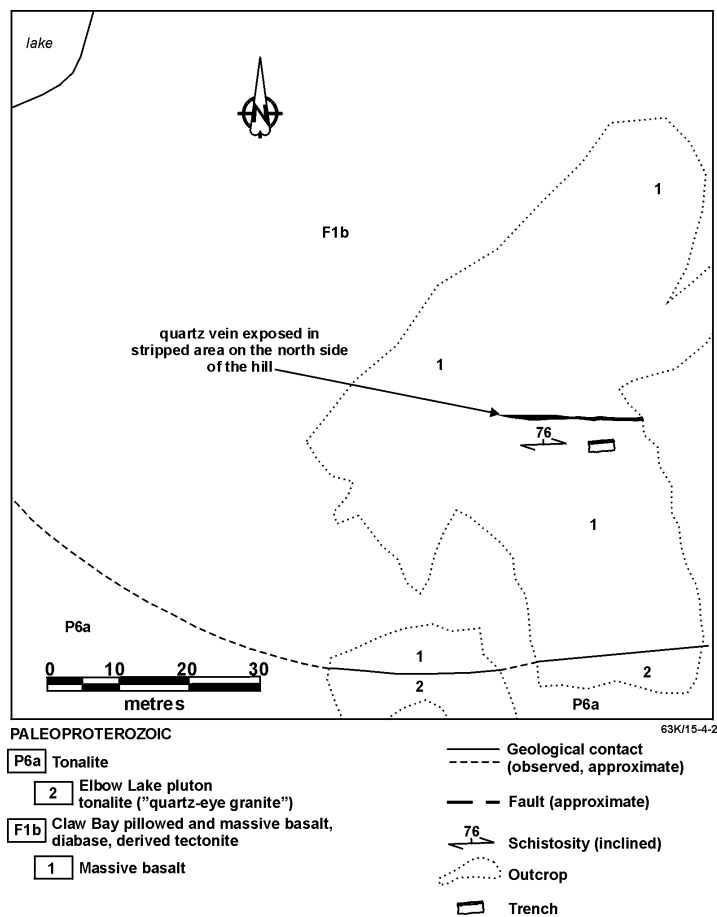 lake
N
1
F1b
quartz vein exposed in
stripped area on the north side
of the hill
1
76
1
P6a
1
2
2
0 10 20 30
metres
P6a
63K/15-4-2
PALEOPROTEROZOIC
P6a Tonalite
2 Elbow Lake pluton
tonalite ("quartz-eye granite")
F1b Claw Bay pillowed and massive basalt,
diabase, derived tectonite
1 Massive basalt
Geological contact
(observed, approximate)
Fault (approximate)
76 Schistosity (inclined)
Outcrop
Trench